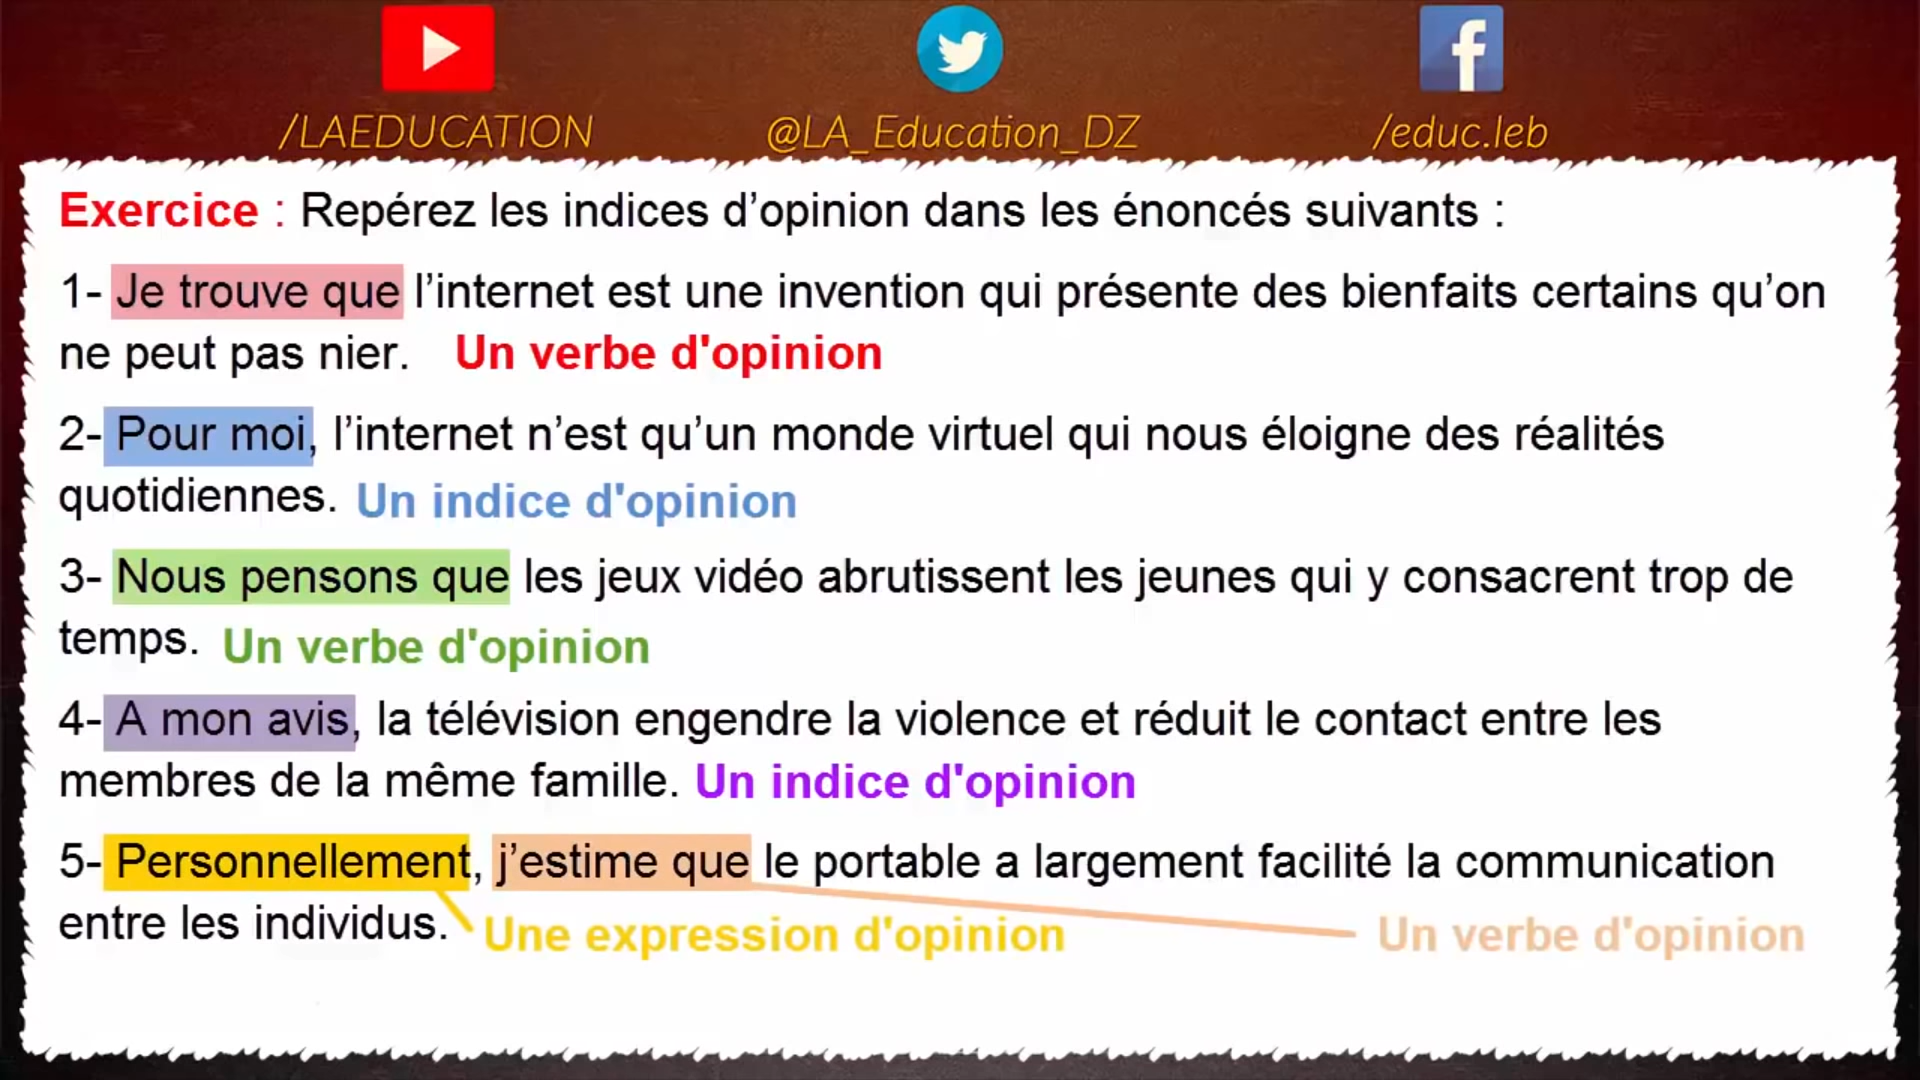 /LAEDUCATION @LA_Education_DZ /educ.leb
Exercice : Repérez les indices d’opinion dans les énoncés suivants :
1- Je trouve que l’internet est une invention qui présente des bienfaits certains qu’on
ne peut pas nier. Un verbe d'opinion
2- Pour moi, l’internet n’est qu’un monde virtuel qui nous éloigne des réalités
quotidiennes. Un indice d'opinion
3- Nous pensons que les jeux vidéo abrutissent les jeunes qui y consacrent trop de
temps. Un verbe d'opinion
4- A mon avis, la télévision engendre la violence et réduit le contact entre les
membres de la même famille. Un indice d'opinion
5- Personnellement, j’estime que le portable a largement facilité la communication
entre les individus. Une expression d'opinion Un verbe d'opinion